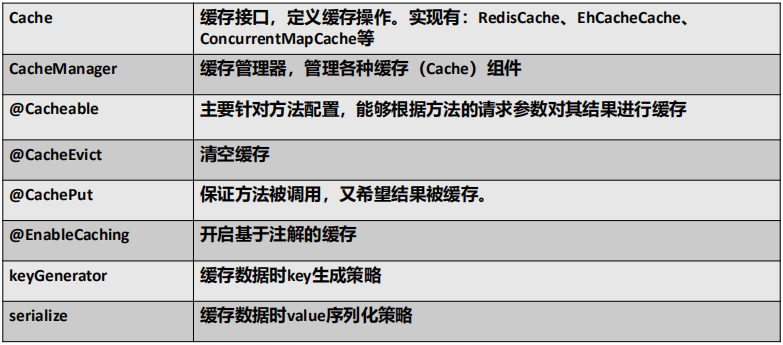 Cache
缓存接口，定义缓存操作。实现有：RedisCache、EhCacheCache、
ConcurrentMapCache等
CacheManager
缓存管理器，管理各种缓存（Cache）组件
@Cacheable
主要针对方法配置，能够根据方法的请求参数对其结果进行缓存
@CacheEvict
清空缓存
@CachePut
保证方法被调用，又希望结果被缓存。
@EnableCaching
开启基于注解的缓存
keyGenerator
缓存数据时key生成策略
serialize
缓存数据时value序列化策略